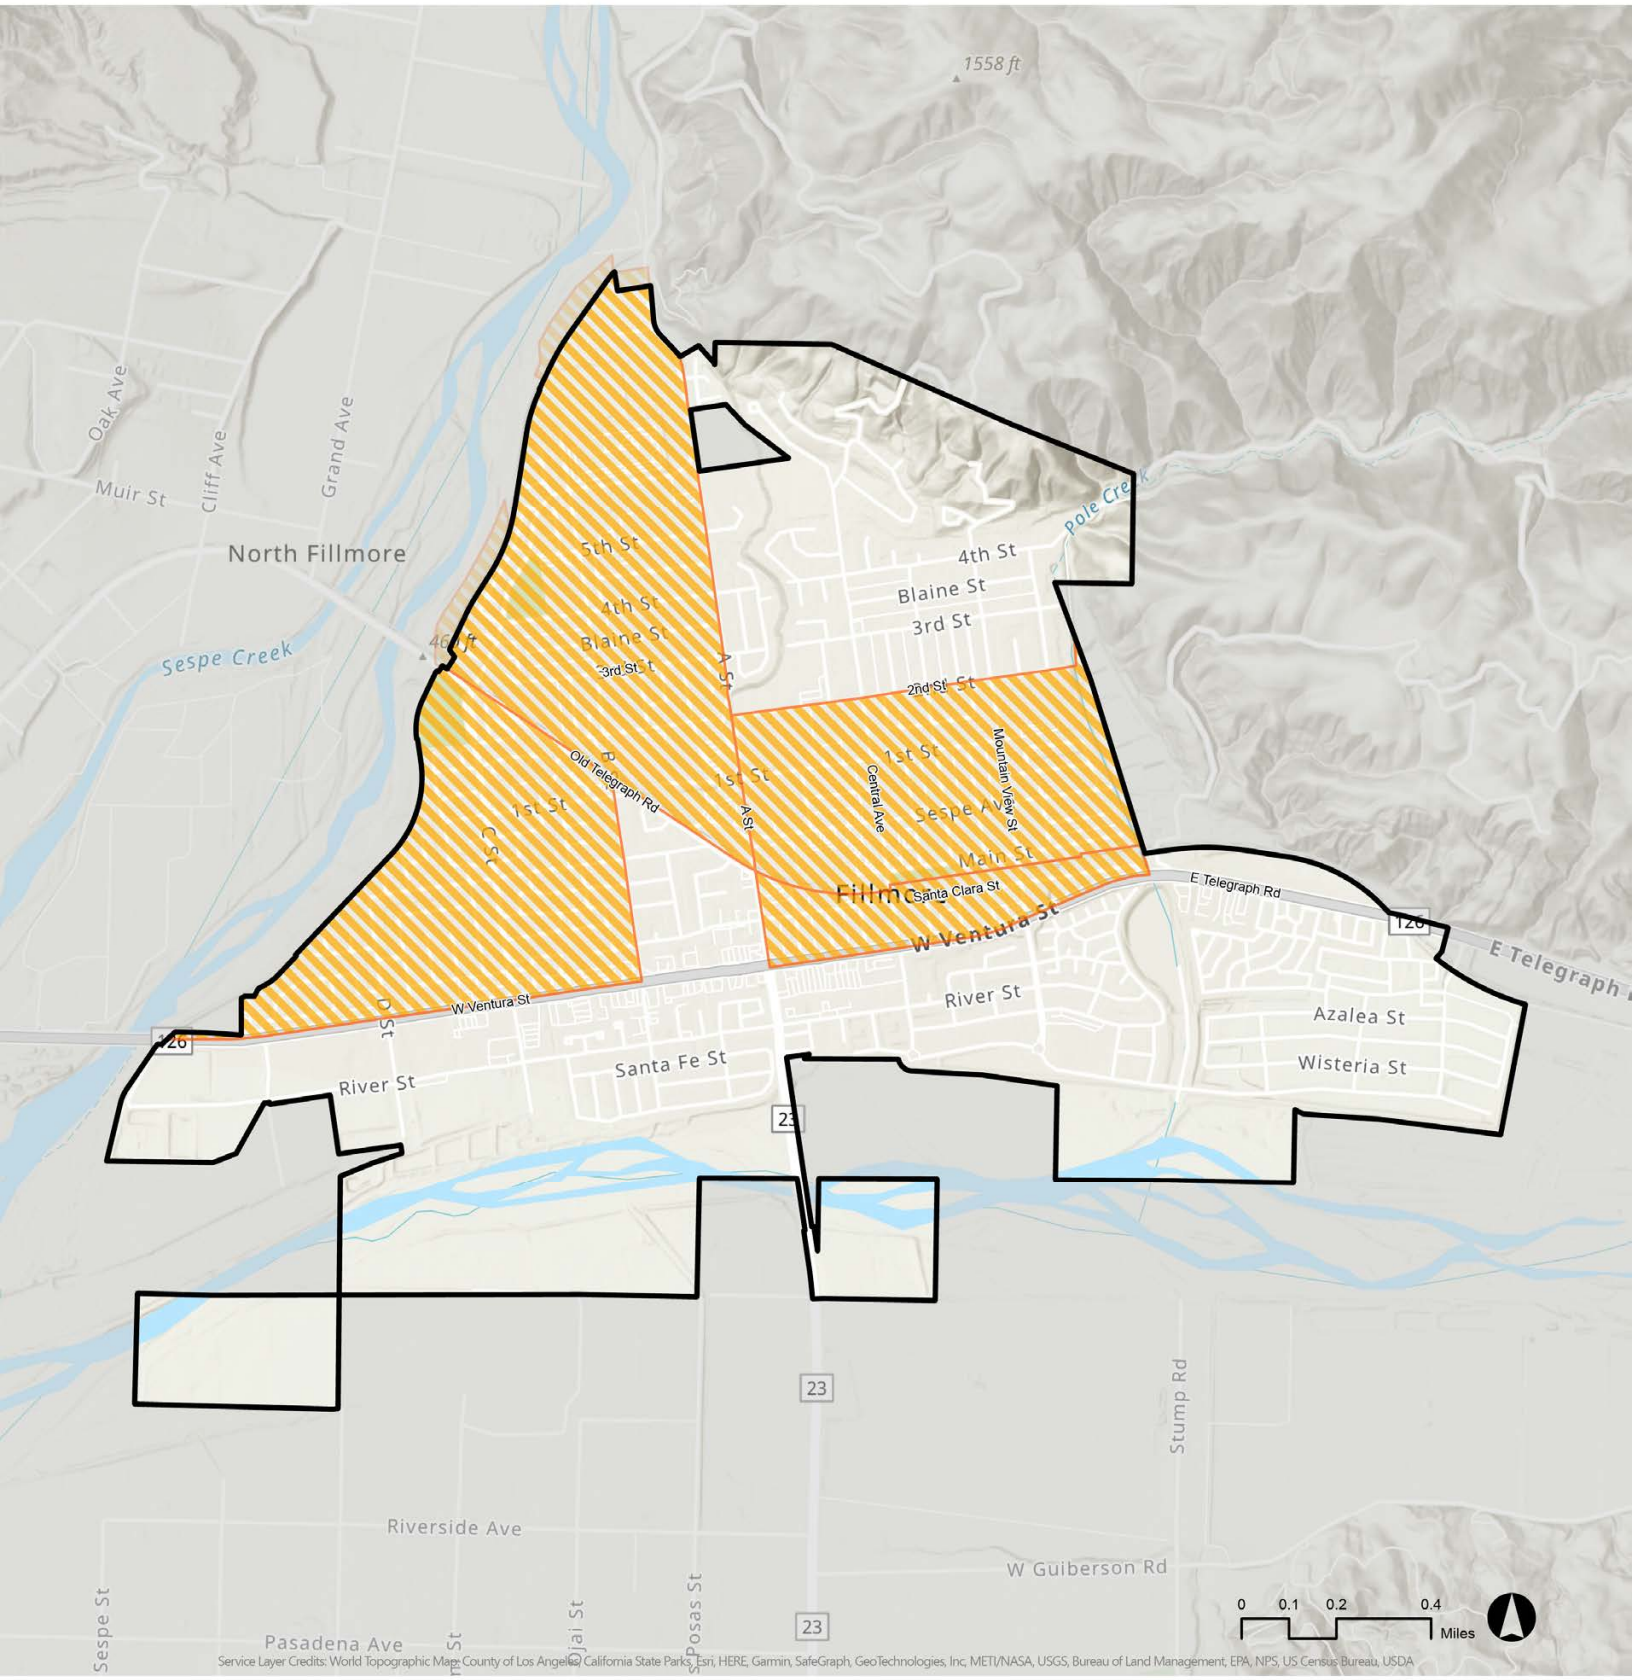 1558 ft
Oak Ave
Cliff Ave
Grand Ave
Muir St
North Fillmore
Sespe Creek
Pole Creek
4th St
Blaine St
3rd St
5th St
4th St
Blaine St
3rd St
A St
2nd St
Old Telegraph Rd
1st St
1st St
1st St
C St
A St
Central Ave
Mountain View St
Sespe Av
Main St
Santa Clara St
W Ventura St
E Telegraph Rd
126
E Telegraph
River St
Azalea St
Wisteria St
W Ventura St
D St
126
Santa Fe St
River St
23
23
Stump Rd
Riverside Ave
W Guiberson Rd
Sespe St
Pasadena Ave
Ojai St
s Posas St
23
0 0.1 0.2 0.4
Miles
Service Layer Credits: World Topographic Map: County of Los Angeles, California State Parks, Esri, HERE, Garmin, SafeGraph, GeoTechnologies, Inc, METI/NASA, USGS, Bureau of Land Management, EPA, NPS, US Census Bureau, USDA